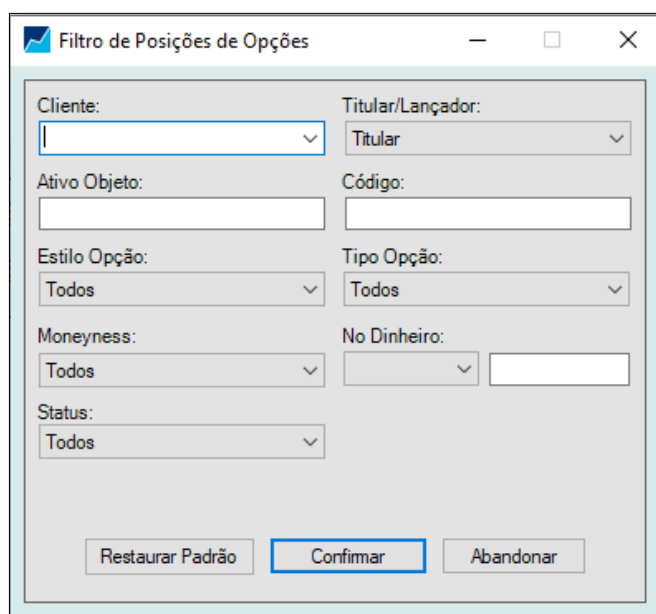 Filtro de Posições de Opções
Cliente: Titular/Lançador:
Titular
Ativo Objeto: Código:
Estilo Opção: Tipo Opção:
Todos Todos
Moneyness: No Dinheiro:
Todos
Status:
Todos
Restaurar Padrão Confirmar Abandonar